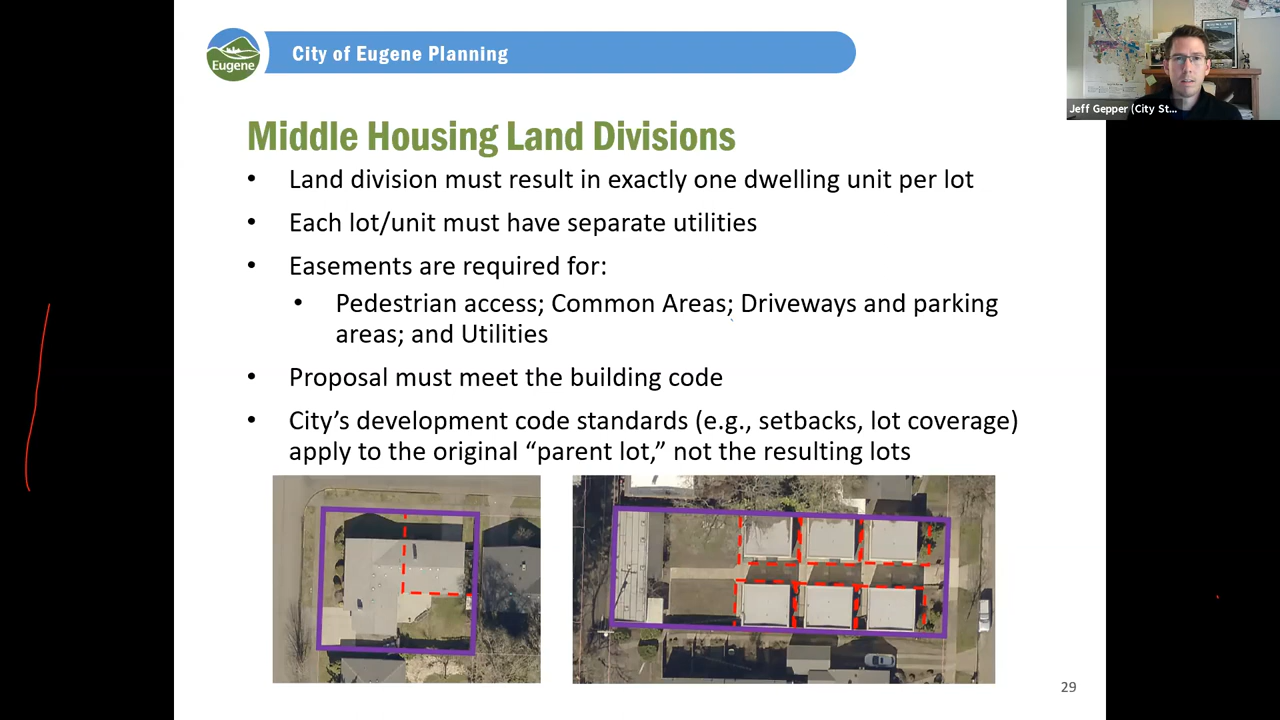 City of Eugene Planning
Eugene
Jeff Gepper (City St...
Middle Housing Land Divisions
• Land division must result in exactly one dwelling unit per lot
• Each lot/unit must have separate utilities
• Easements are required for:
• Pedestrian access; Common Areas; Driveways and parking
areas; and Utilities
• Proposal must meet the building code
• City’s development code standards (e.g., setbacks, lot coverage)
apply to the original “parent lot,” not the resulting lots
29